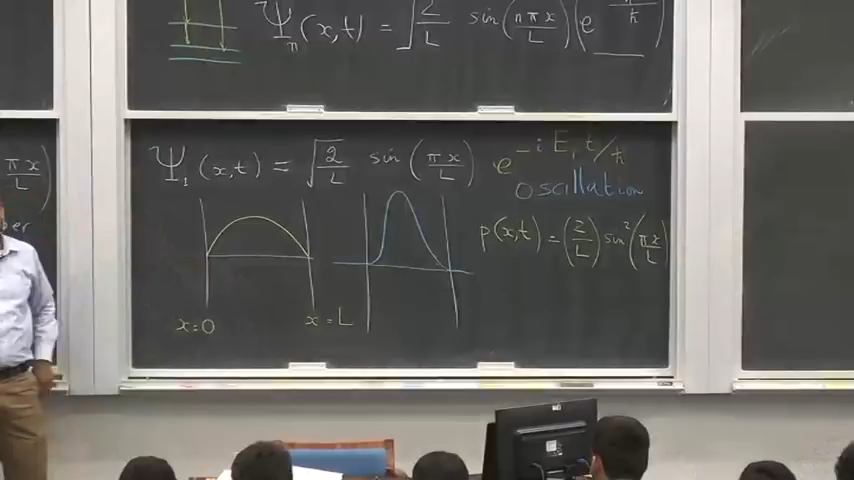 Ψₙ(x,t) = √(2/L) sin(nπx/L) e
πx/L
Ψ₁(x,t) = √(2/L) sin(πx/L) e^(-iE₁t/ħ)
oscillation
p(x,t) = (2/L) sin²(πx/L)
x=0
x=L